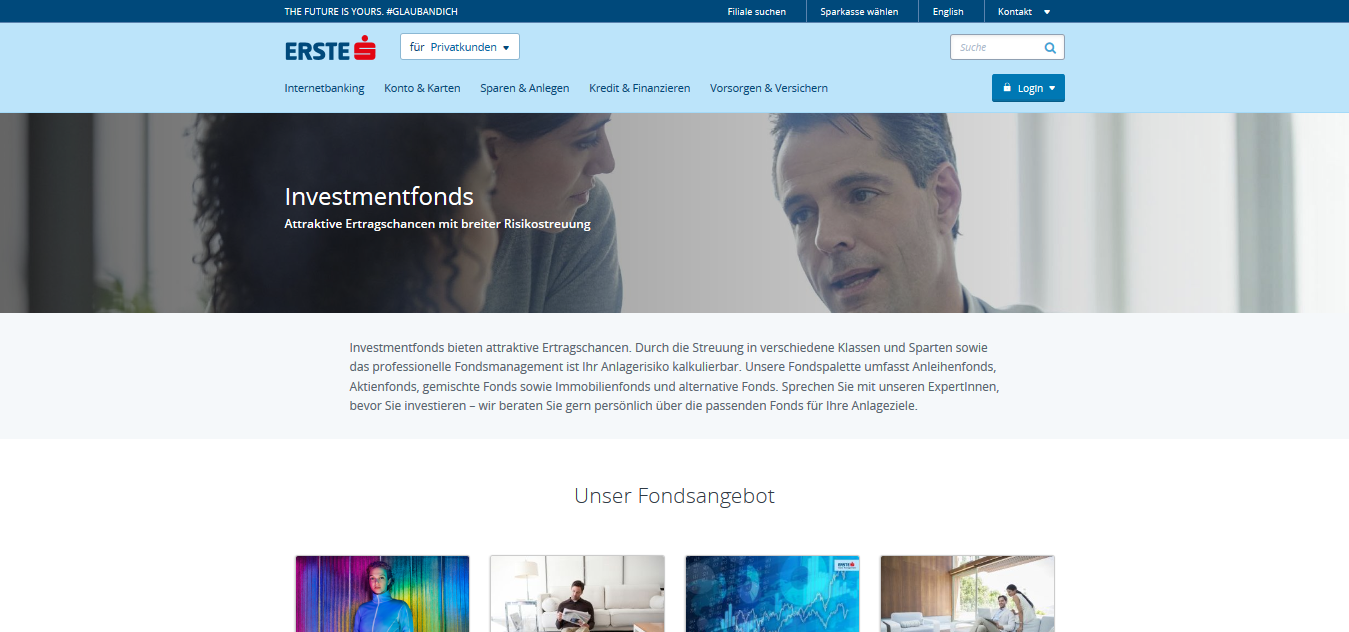 THE FUTURE IS YOURS. #GLAUBANDICH
Filiale suchen
Sparkasse wählen
English
Kontakt
ERSTE
für Privatkunden
Suche
Internetbanking
Konto & Karten
Sparen & Anlegen
Kredit & Finanzieren
Vorsorgen & Versichern
Login
Investmentfonds
Attraktive Ertragschancen mit breiter Risikostreuung
Investmentfonds bieten attraktive Ertragschancen. Durch die Streuung in verschiedene Klassen und Sparten sowie
das professionelle Fondsmanagement ist Ihr Anlagerisiko kalkulierbar. Unsere Fondspalette umfasst Anleihenfonds,
Aktienfonds, gemischte Fonds sowie Immobilienfonds und alternative Fonds. Sprechen Sie mit unseren ExpertInnen,
bevor Sie investieren – wir beraten Sie gern persönlich über die passenden Fonds für Ihre Anlageziele.
Unser Fondsangebot
ERSTE